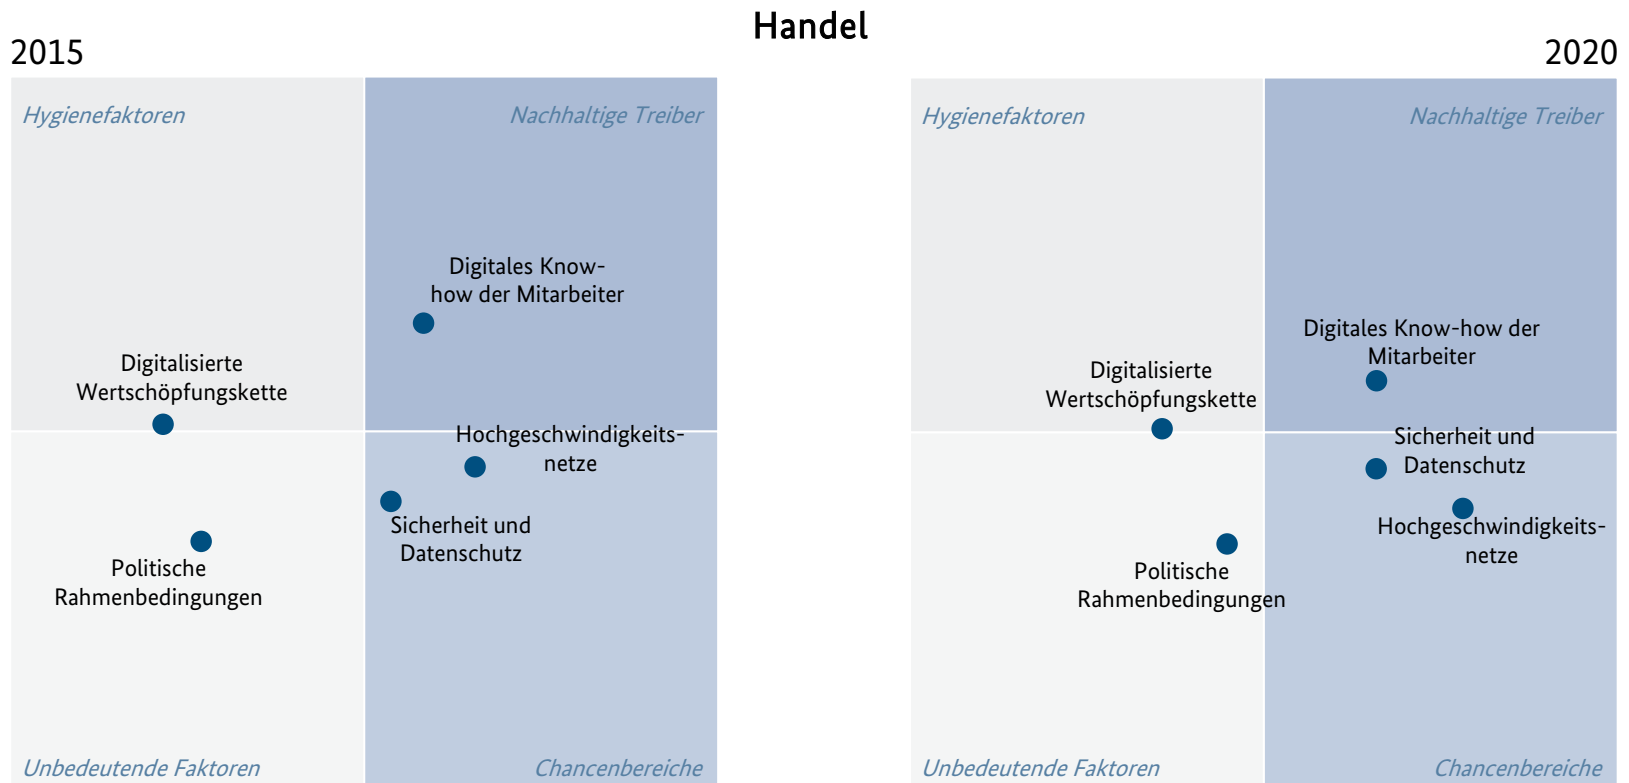 Handel
2015
Hygienefaktoren
Nachhaltige Treiber
Digitales Know-
how der Mitarbeiter
Digitalisierte
Wertschöpfungskette
Hochgeschwindigkeits-
netze
Sicherheit und
Datenschutz
Politische
Rahmenbedingungen
Unbedeutende Faktoren
Chancenbereiche
2020
Hygienefaktoren
Nachhaltige Treiber
Digitales Know-how der
Mitarbeiter
Digitalisierte
Wertschöpfungskette
Sicherheit und
Datenschutz
Hochgeschwindigkeits-
netze
Politische
Rahmenbedingungen
Unbedeutende Faktoren
Chancenbereiche